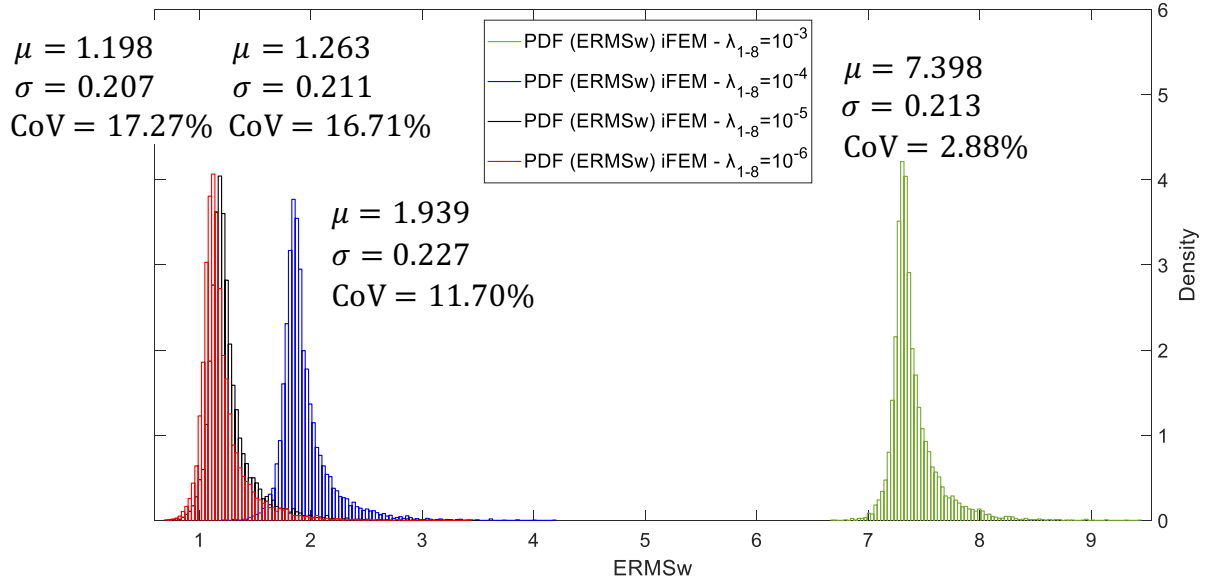 μ = 1.198
σ = 0.207
CoV = 17.27%
μ = 1.263
σ = 0.211
CoV = 16.71%
PDF (ERMSw) iFEM - λ₁₋₈=10⁻³
PDF (ERMSw) iFEM - λ₁₋₈=10⁻⁴
PDF (ERMSw) iFEM - λ₁₋₈=10⁻⁵
PDF (ERMSw) iFEM - λ₁₋₈=10⁻⁶
μ = 7.398
σ = 0.213
CoV = 2.88%
μ = 1.939
σ = 0.227
CoV = 11.70%
6
5
4
3
2
1
0
Density
1 2 3 4 5 6 7 8 9
ERMSw